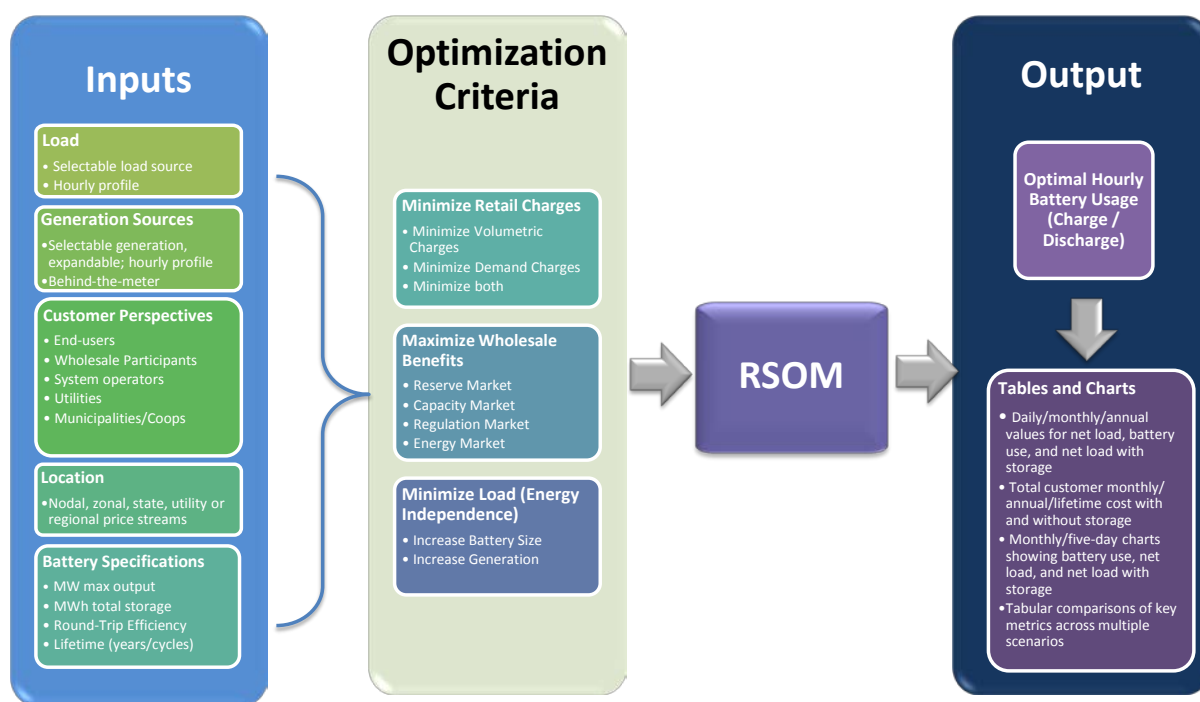 Inputs
Load
• Selectable load source
• Hourly profile
Generation Sources
•Selectable generation,
expandable; hourly profile
•Behind-the-meter
Customer Perspectives
• End-users
• Wholesale Participants
• System operators
• Utilities
• Municipalities/Coops
Location
•Nodal, zonal, state, utility or
regional price streams
Battery Specifications
• MW max output
• MWh total storage
• Round-Trip Efficiency
• Lifetime (years/cycles)
Optimization
Criteria
Minimize Retail Charges
• Minimize Volumetric
Charges
• Minimize Demand Charges
• Minimize both
Maximize Wholesale
Benefits
• Reserve Market
• Capacity Market
• Regulation Market
• Energy Market
Minimize Load (Energy
Independence)
• Increase Battery Size
• Increase Generation
RSOM
Output
Optimal Hourly
Battery Usage
(Charge /
Discharge)
Tables and Charts
• Daily/monthly/annual
values for net load, battery
use, and net load with
storage
• Total customer monthly/
annual/lifetime cost with
and without storage
• Monthly/five-day charts
showing battery use, net
load, and net load with
storage
•Tabular comparisons of key
metrics across multiple
scenarios